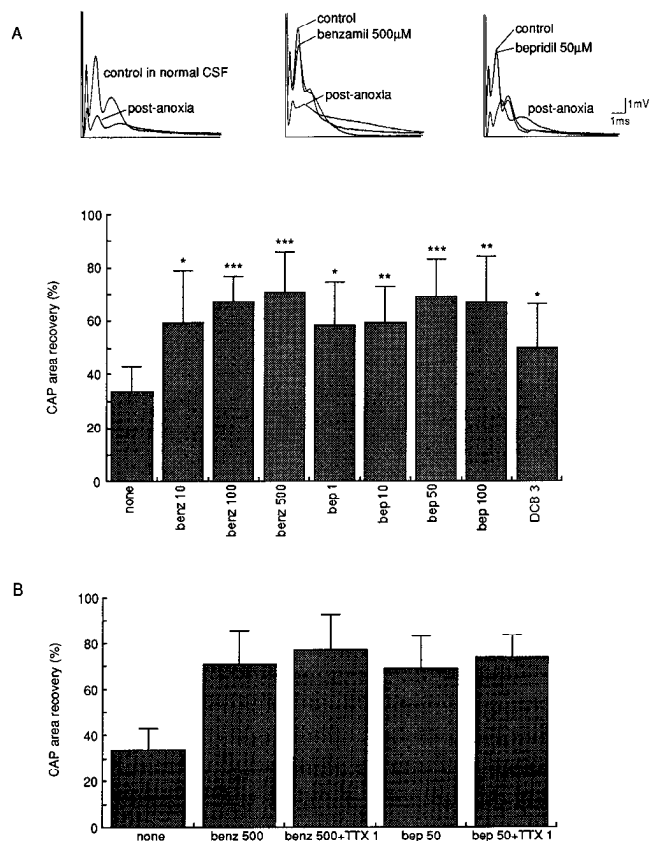 A
control in normal CSF
post-anoxia
control
benzamil 500μM
post-anoxia
control
bepridil 50μM
post-anoxia
1mV
1ms
CAP area recovery (%)
100
80
60
40
20
0
*
***
***
*
**
***
**
*
none
benz 10
benz 100
benz 500
bep 1
bep 10
bep 50
bep 100
DCB 3
B
CAP area recovery (%)
100
80
60
40
80
0
none
benz 500
benz 500+TTX 1
bep 50
bep 50+TTX 1